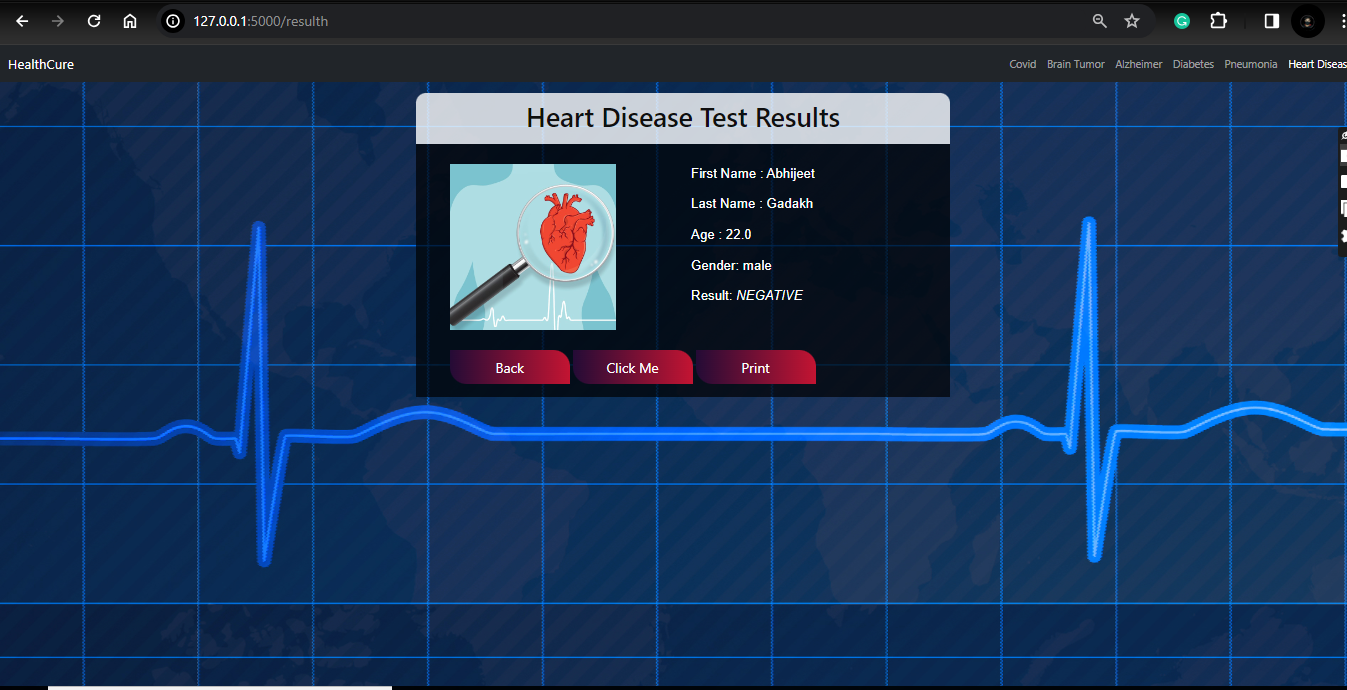 127.0.0.1:5000/resulth
HealthCure
Covid Brain Tumor Alzheimer Diabetes Pneumonia Heart Diseas
Heart Disease Test Results
First Name : Abhijeet
Last Name : Gadakh
Age : 22.0
Gender: male
Result: NEGATIVE
Back Click Me Print